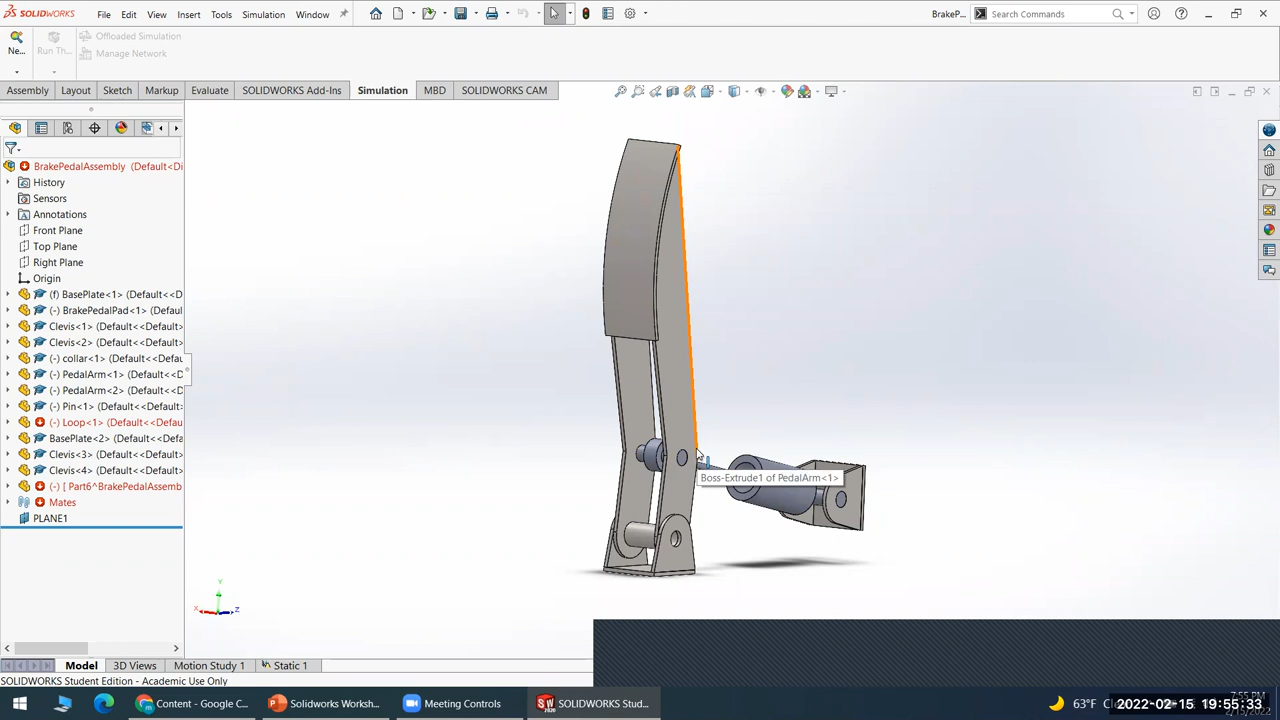 SOLIDWORKS File Edit View Insert Tools Simulation Window BrakeP... Search Commands
Offloaded Simulation
Ne... Run Th... Manage Network
Assembly Layout Sketch Markup Evaluate SOLIDWORKS Add-Ins Simulation MBD SOLIDWORKS CAM
BrakePedalAssembly (Default<Di
History
Sensors
Annotations
Front Plane
Top Plane
Right Plane
Origin
(f) BasePlate<1> (Default<<D
(-) BrakePedalPad<1> (Default
Clevis<1> (Default<<Default>
Clevis<2> (Default<<Default>
(-) collar<1> (Default<<Defau
(-) PedalArm<1> (Default<<D
(-) PedalArm<2> (Default<<D
(-) Pin<1> (Default<<Default>
(-) Loop<1> (Default<<Defau
BasePlate<2> (Default<<Defa
Clevis<3> (Default<<Default>
Clevis<4> (Default<<Default>
(-) [ Part6^BrakePedalAssemb
Mates
PLANE1
Boss-Extrude1 of PedalArm<1>
Y
X Z
Model 3D Views Motion Study 1 Static 1
SOLIDWORKS Student Edition - Academic Use Only
Content - Google C... Solidworks Worksh... Meeting Controls SOLIDWORKS Stud... 63°F
2022-02-15 19:55:33